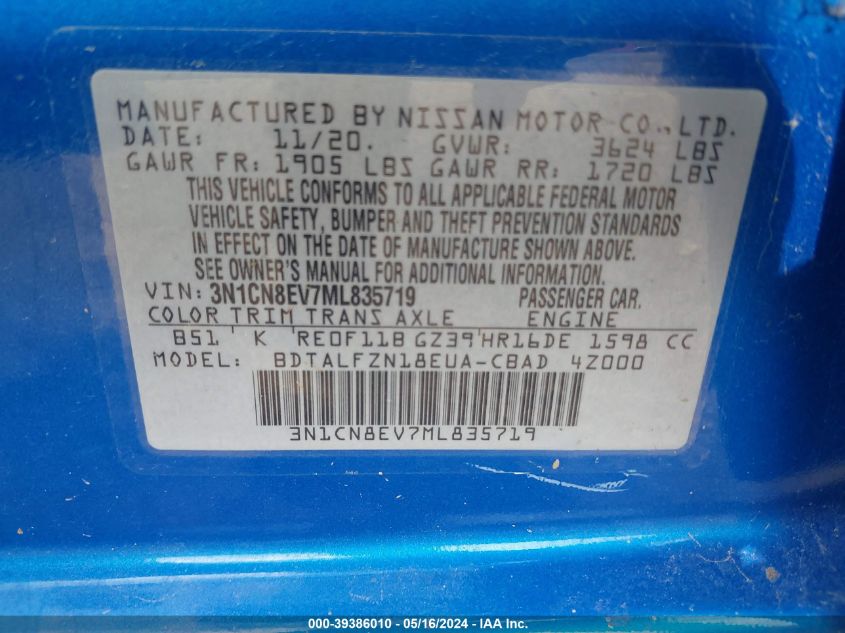 MANUFACTURED BY NISSAN MOTOR CO., LTD.
DATE: 11/20. GVWR: 3624 LBS
GAWR FR: 1905 LBS GAWR RR: 1720 LBS
THIS VEHICLE CONFORMS TO ALL APPLICABLE FEDERAL MOTOR
VEHICLE SAFETY, BUMPER AND THEFT PREVENTION STANDARDS
IN EFFECT ON THE DATE OF MANUFACTURE SHOWN ABOVE.
SEE OWNER'S MANUAL FOR ADDITIONAL INFORMATION.
VIN: 3N1CN8EV7ML835719 PASSENGER CAR.
COLOR TRIM TRANS AXLE ENGINE
B51 ' K 'RE0F11B GZ39'HR16DE 1598 CC
MODEL: BDTALFZN18EUA-CBAD 4Z000
3N1CN8EV7ML835719
000-39386010 - 05/16/2024 - IAA Inc.